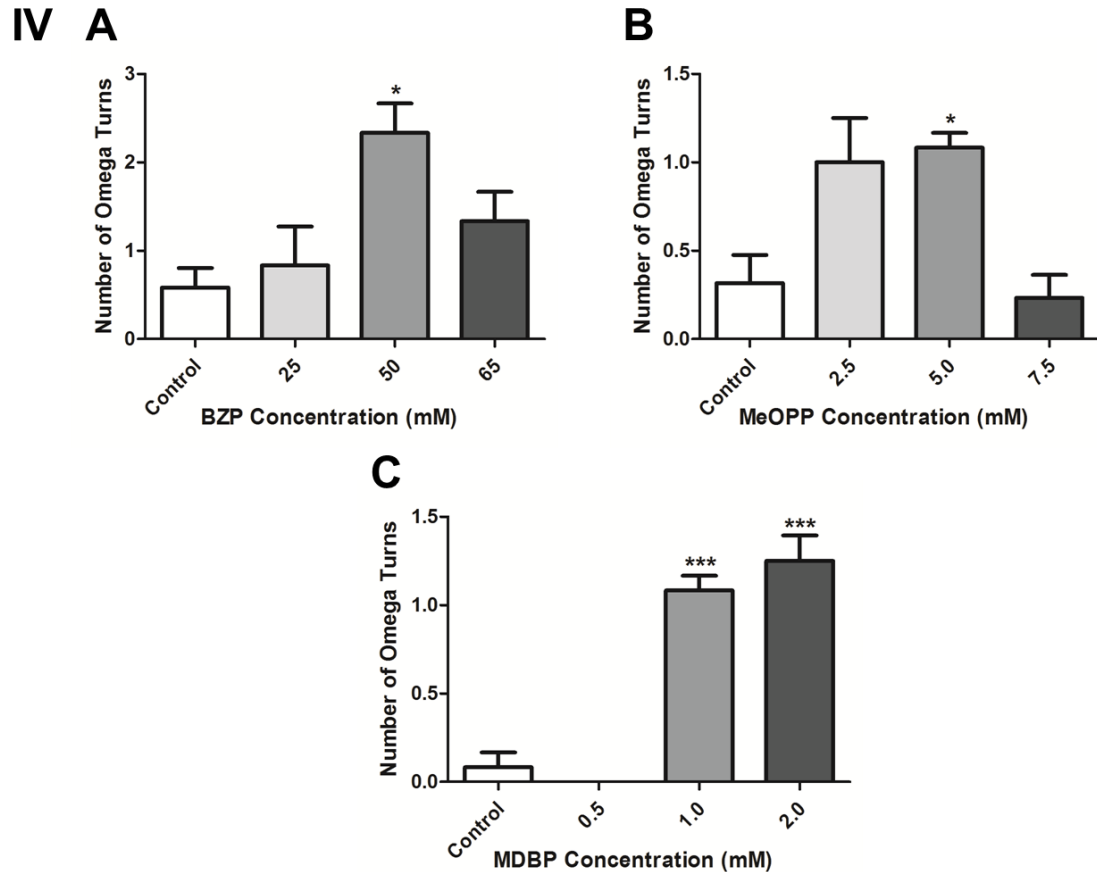 IV A
3
2
1
0
Number of Omega Turns
*
Control
25
50
65
BZP Concentration (mM)
B
1.5
1.0
0.5
0.0
Number of Omega Turns
*
Control
2.5
5.0
7.5
MeOPP Concentration (mM)
C
1.5
1.0
0.5
0.0
Number of Omega Turns
***
***
Control
0.5
1.0
2.0
MDBP Concentration (mM)